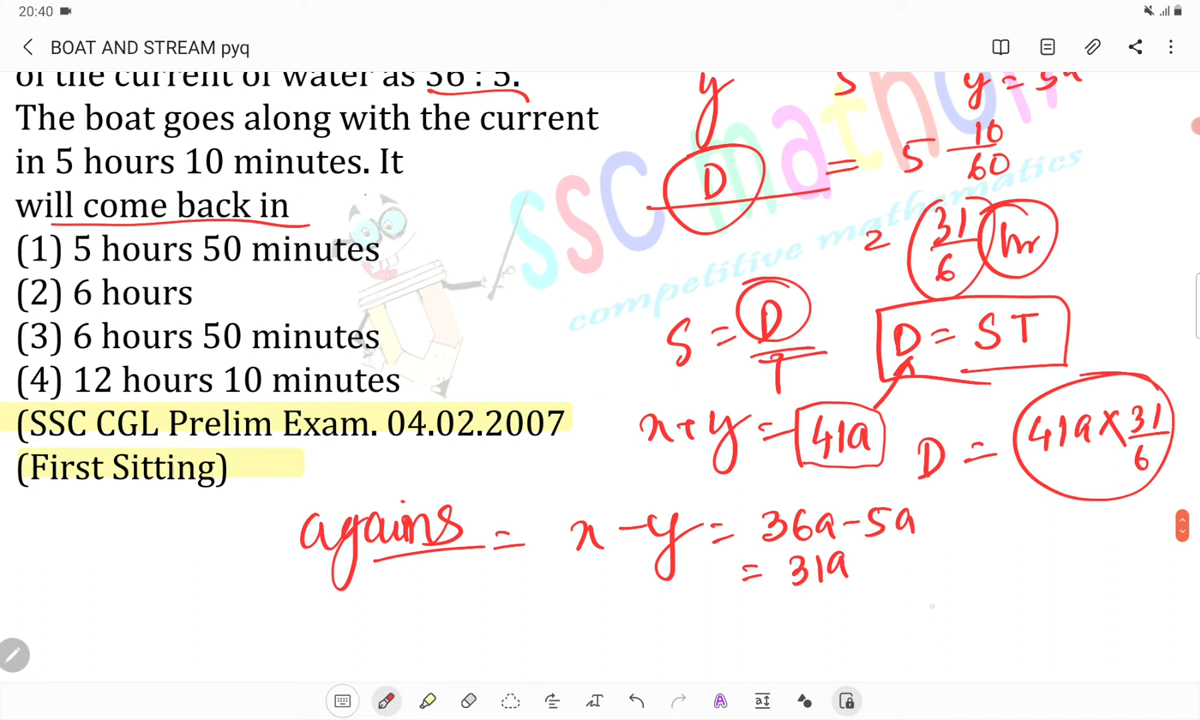 20:40
BOAT AND STREAM pyq
of the current of water as 36 : 5.
The boat goes along with the current
in 5 hours 10 minutes. It
will come back in
(1) 5 hours 50 minutes
(2) 6 hours
(3) 6 hours 50 minutes
(4) 12 hours 10 minutes
(SSC CGL Prelim Exam. 04.02.2007
(First Sitting)
y 5 y = 5a
D = 5 10/60
= 31/6 hr
S = D/T
D = ST
x+y = 41a
D = 41a × 31/6
agains = x - y = 36a - 5a
= 31a
SSC mathon
competitive mathematics